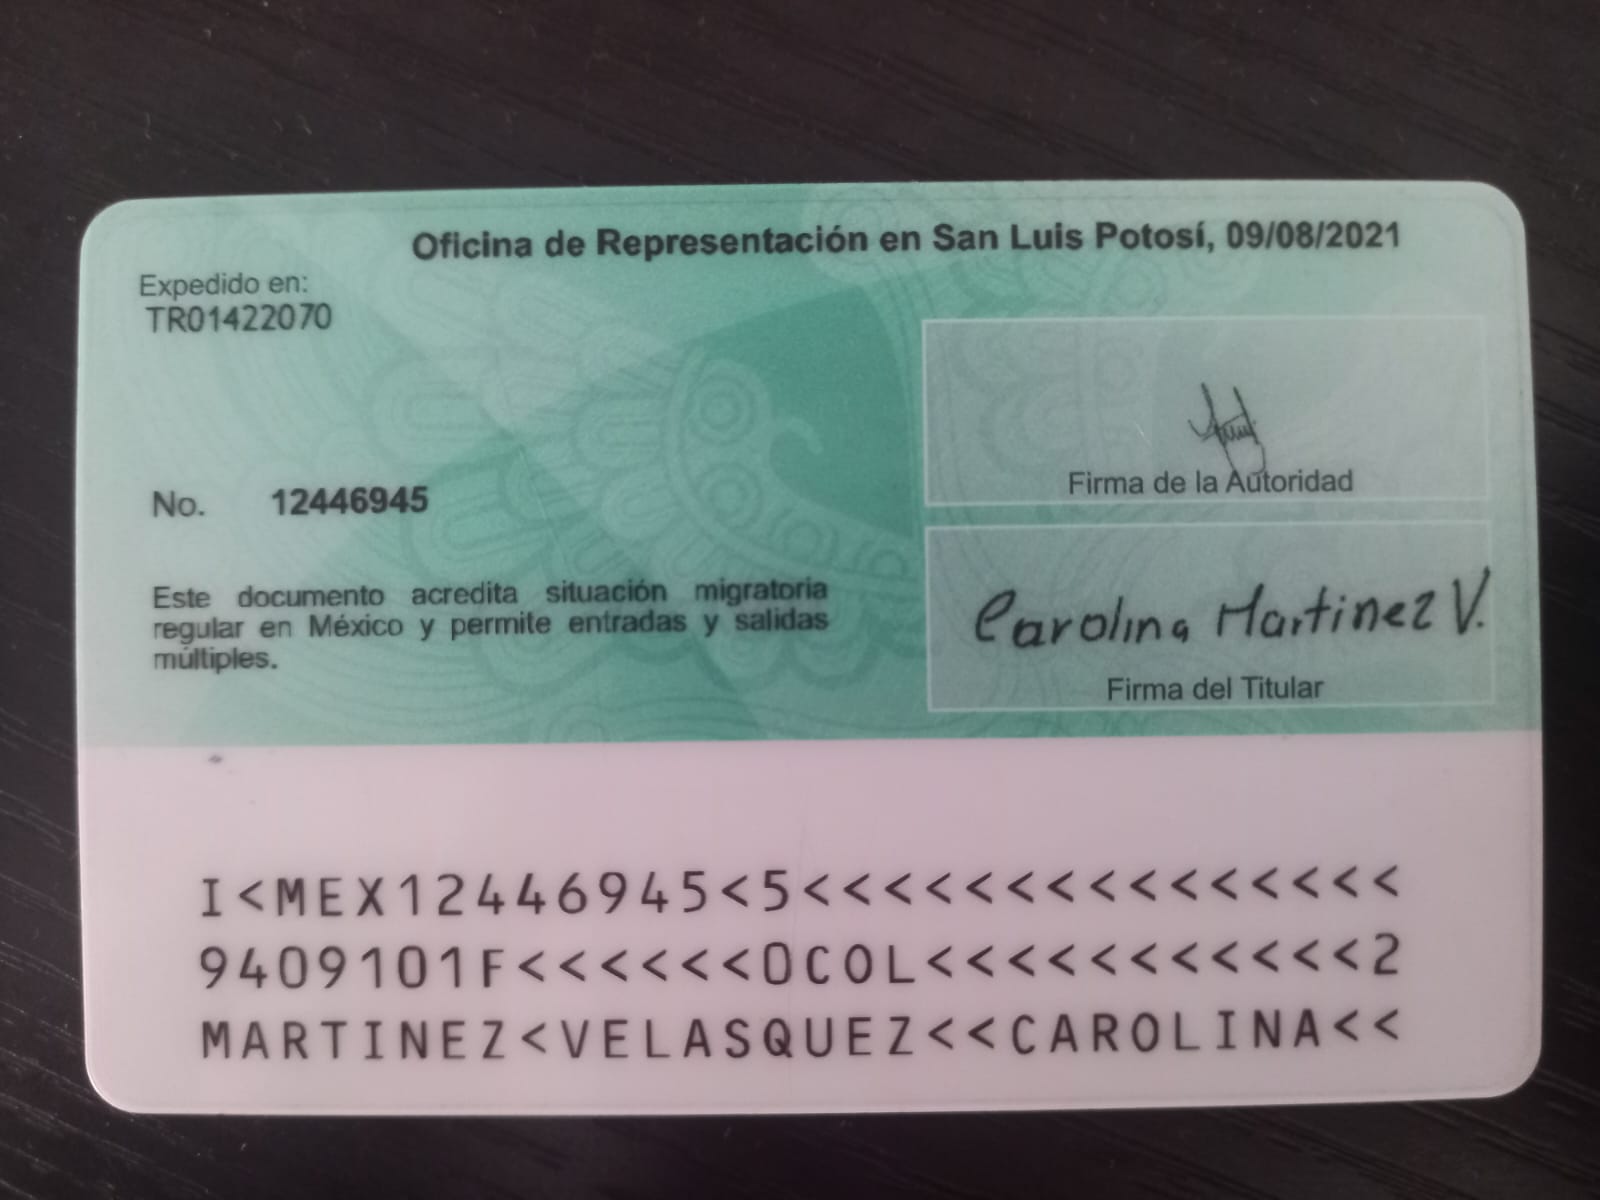 Oficina de Representación en San Luis Potosí, 09/08/2021
Expedido en:
TR01422070
No. 12446945
Este documento acredita situación migratoria
regular en México y permite entradas y salidas
múltiples.
Firma de la Autoridad
Carolina Martinez V.
Firma del Titular
I<MEX12446945<5<<<<<<<<<<<<<<<
9409101F<<<<<<0COL<<<<<<<<<<<2
MARTINEZ<VELASQUEZ<<CAROLINA<<